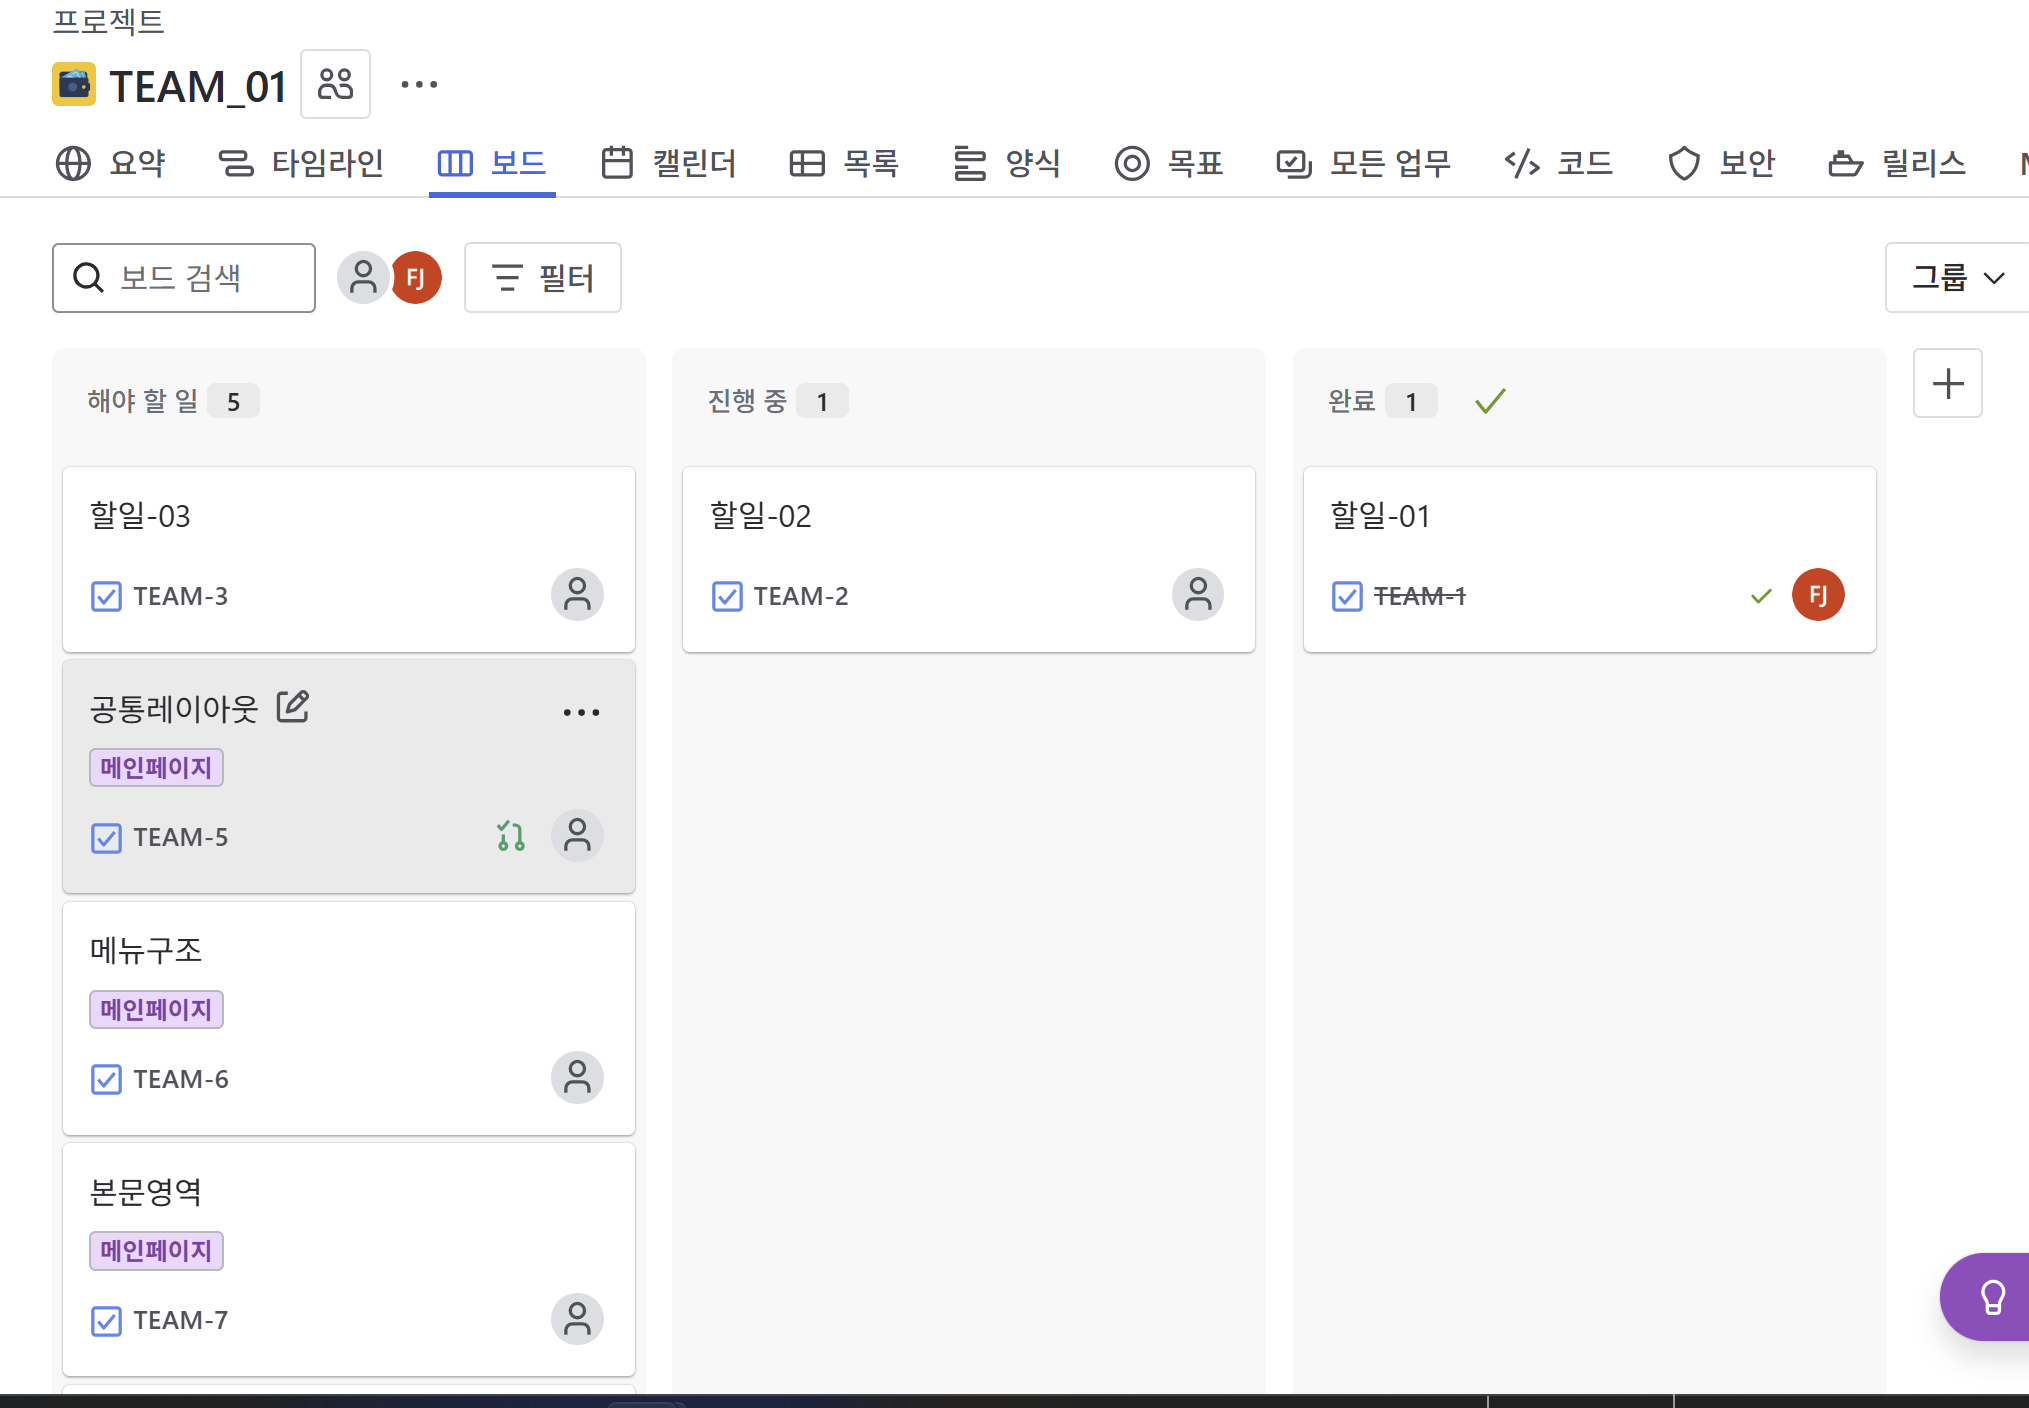 프로젝트
TEAM_01
요약 타임라인 보드 캘린더 목록 양식 목표 모든 업무 코드 보안 릴리스
보드 검색 FJ 필터 그룹
해야 할 일 5
할일-03
TEAM-3
공통레이아웃
메인페이지
TEAM-5
메뉴구조
메인페이지
TEAM-6
본문영역
메인페이지
TEAM-7
진행 중 1
할일-02
TEAM-2
완료 1
할일-01
TEAM-1 FJ